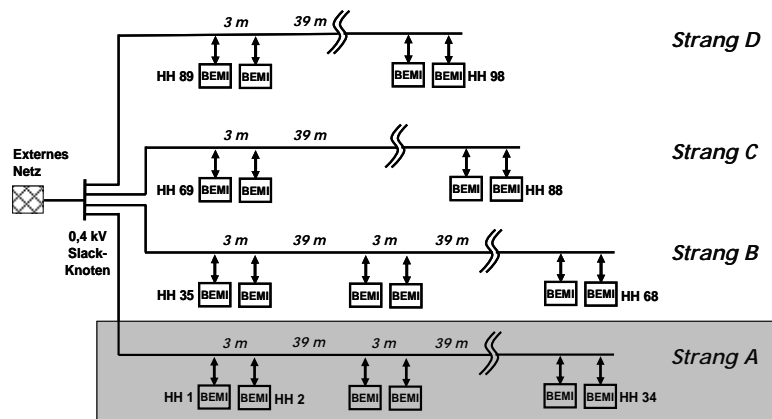 3 m 39 m
Strang D
BEMI BEMI BEMI BEMI
HH 89 HH 98
3 m 39 m
Strang C
Externes
Netz
HH 69 BEMI BEMI BEMI BEMI HH 88
0,4 kV
Slack-
Knoten
3 m 39 m 3 m 39 m
Strang B
HH 35 BEMI BEMI BEMI BEMI BEMI BEMI HH 68
3 m 39 m 3 m 39 m
Strang A
HH 1 BEMI BEMI HH 2 BEMI BEMI BEMI BEMI HH 34